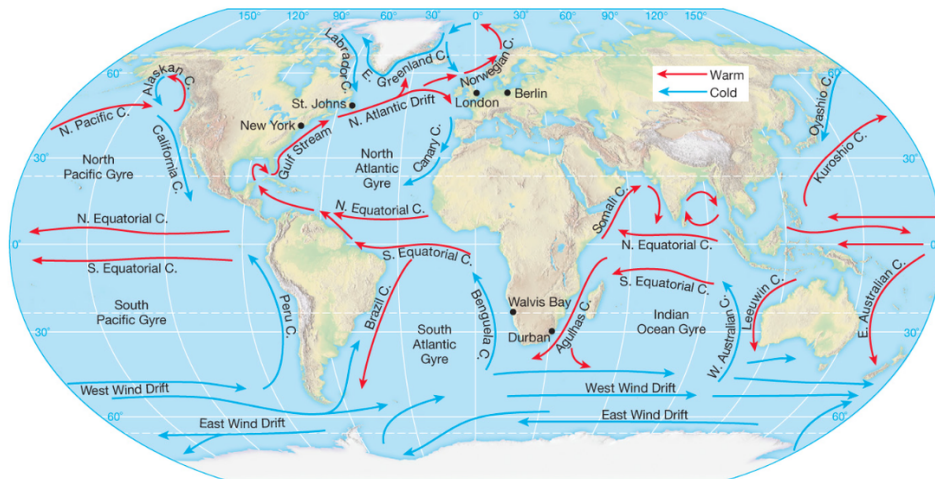 150° 120° 90° 60° 30° 0° 30° 60° 90° 120° 150°
60°
60°
Alaskan C.
Labrador C.
E. Greenland C.
Norwegian C.
Warm
Cold
London
Berlin
St. Johns
N. Pacific C.
N. Atlantic Drift
Oyashio C.
New York
Gulf Stream
California C.
Canary C.
Kuroshio C.
30°
30°
North
Pacific Gyre
North
Atlantic
Gyre
Somali C.
N. Equatorial C.
N. Equatorial C.
N. Equatorial C.
0°
0°
S. Equatorial C.
S. Equatorial C.
S. Equatorial C.
South
Pacific Gyre
Peru C.
Brazil C.
South
Atlantic
Gyre
Benguela C.
Walvis Bay
Durban
Agulhas C.
Indian
Ocean Gyre
W. Australian C.
Leeuwin C.
E. Australian C.
30°
30°
West Wind Drift
West Wind Drift
East Wind Drift
East Wind Drift
60°
60°